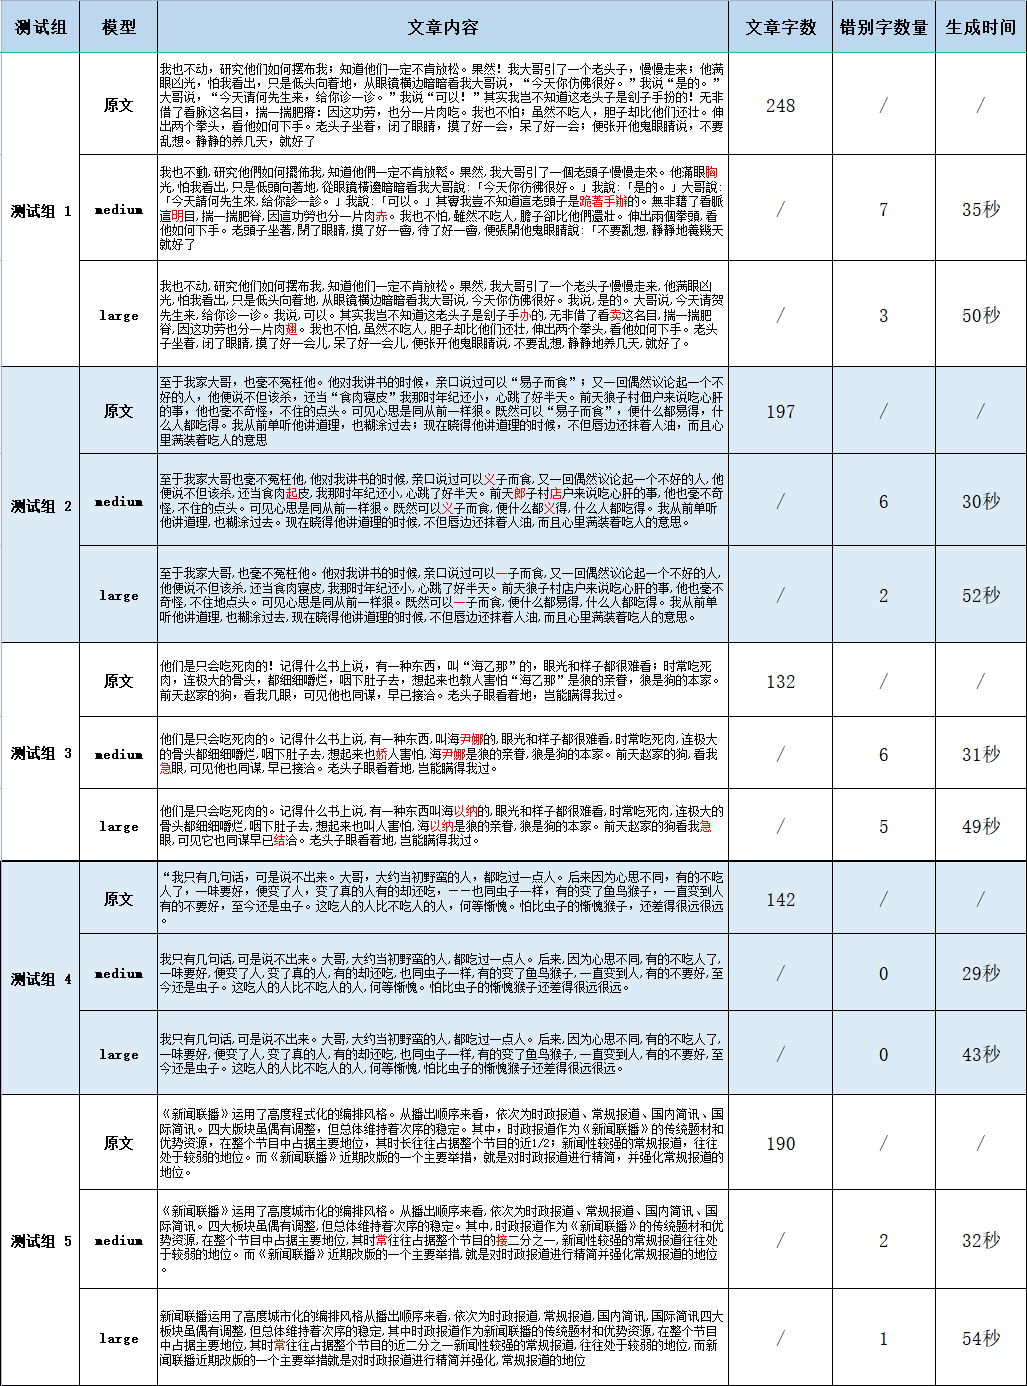 测试组 模型 文章内容 文章字数 错别字数量 生成时间
测试组 1
原文
我也不动，研究他们如何摆布我；知道他们一定不肯放松。果然！我大哥引了一个老头子，慢慢走来；他满
眼凶光，怕我看出，只是低头向着地，从眼镜横边暗暗看我大哥说，“今天你仿佛很好。”我说“是的。”
大哥说，“今天请何先生来，给你诊一诊。”我说“可以！”其实我岂不知道这老头子是刽子手扮的！无非
借了看脉这名目，揣一揣肥瘠：因这功劳，也分一片肉吃。我也不怕；虽然不吃人，胆子却比他们还壮。伸
出两个拳头，看他如何下手。老头子坐着，闭了眼睛，摸了好一会，呆了好一会；便张开他鬼眼睛说，不要
乱想。静静的养几天，就好了
248 / /
medium
我也不動，研究他們如何擺佈我，知道他們一定不肯放鬆。果然，我大哥引了一個老頭子慢慢走來。他滿眼胸
光，怕我看出，只是低頭向著地，從眼鏡橫邊暗暗看我大哥說：「今天你彷彿很好。」我說：「是的。」大哥說：
「今天請何先生來，給你診一診。」我說：「可以。」其實我豈不知道這老頭子是跪著手辦的。無非藉了看脈
這明目，揣一揣肥脊，因這功勞也分一片肉赤。我也不怕，雖然不吃人，膽子卻比他們還壯。伸出兩個拳頭，看
他如何下手。老頭子坐著，閉了眼睛，摸了好一會，待了好一會，便張開他鬼眼睛說：「不要亂想，靜靜地養幾天
就好了
/ 7 35秒
large
我也不动，研究他们如何摆布我，知道他们一定不肯放松。果然，我大哥引了一个老头子慢慢走来，他满眼凶
光，怕我看出，只是低头向着地，从眼镜横边暗暗看我大哥说，今天你仿佛很好。我说，是的。大哥说，今天请贺
先生来，给你诊一诊。我说，可以。其实我岂不知道这老头子是刽子手办的，无非借了看卖这名目，揣一揣肥
脊，因这功劳也分一片肉翅。我也不怕，虽然不吃人，胆子却比他们还壮，伸出两个拳头，看他如何下手。老头
子坐着，闭了眼睛，摸了好一会儿，呆了好一会儿，便张开他鬼眼睛说，不要乱想，静静地养几天，就好了。
/ 3 50秒
测试组 2
原文
至于我家大哥，也毫不冤枉他。他对我讲书的时候，亲口说过可以“易子而食”；又一回偶然议论起一个不
好的人，他便说不但该杀，还当“食肉寝皮”我那时年纪还小，心跳了好半天。前天狼子村佃户来说吃心肝
的事，他也毫不奇怪，不住的点头。可见心思是同从前一样狠。既然可以“易子而食”，便什么都易得，什
么人都吃得。我从前单听他讲道理，也糊涂过去；现在晓得他讲道理的时候，不但唇边还抹着人油，而且心
里满装着吃人的意思
197 / /
medium
至于我家大哥也毫不冤枉他，他对我讲书的时候，亲口说过可以义子而食，又一回偶然议论起一个不好的人，他
便说不但该杀，还当食肉起皮，我那时年纪还小，心跳了好半天。前天郎子村店户来说吃心肝的事，他也毫不奇
怪，不住的点头。可见心思是同从前一样狠。既然可以义子而食，便什么都义得，什么人都吃得。我从前单听
他讲道理，也糊涂过去。现在晓得他讲道理的时候，不但唇边还抹着人油，而且心里满装着吃人的意思。
/ 6 30秒
large
至于我家大哥，也毫不冤枉他。他对我讲书的时候，亲口说过可以一子而食，又一回偶然议论起一个不好的人，
他便说不但该杀，还当食肉寝皮，我那时年纪还小，心跳了好半天。前天狼子村店户来说吃心肝的事，他也毫不
奇怪，不住地点头。可见心思是同从前一样狠。既然可以一子而食，便什么都易得，什么人都吃得。我从前单
听他讲道理，也糊涂过去，现在晓得他讲道理的时候，不但唇边还抹着人油，而且心里满装着吃人的意思。
/ 2 52秒
测试组 3
原文
他们是只会吃死肉的！记得什么书上说，有一种东西，叫“海乙那”的，眼光和样子都很难看；时常吃死
肉，连极大的骨头，都细细嚼烂，咽下肚子去，想起来也教人害怕“海乙那”是狼的亲眷，狼是狗的本家。
前天赵家的狗，看我几眼，可见他也同谋，早已接洽。老头子眼看着地，岂能瞒得我过。
132 / /
medium
他们是只会吃死肉的。记得什么书上说，有一种东西，叫海尹娜的，眼光和样子都很难看，时常吃死肉，连极大
的骨头都细细嚼烂，咽下肚子去，想起来也娇人害怕，海尹娜是狼的亲眷，狼是狗的本家。前天赵家的狗，看我
急眼，可见他也同谋，早已接洽。老头子眼看着地，岂能瞒得我过。
/ 6 31秒
large
他们是只会吃死肉的。记得什么书上说，有一种东西叫海以纳的，眼光和样子都很难看，时常吃死肉，连极大的
骨头都细细嚼烂，咽下肚子去，想起来也叫人害怕，海以纳是狼的亲眷，狼是狗的本家。前天赵家的狗看我急
眼，可见它也同谋早已结洽。老头子眼看着地，岂能瞒得我过。
/ 5 49秒
测试组 4
原文
“我只有几句话，可是说不出来。大哥，大约当初野蛮的人，都吃过一点人。后来因为心思不同，有的不吃
人了，一味要好，便变了人，变了真的人有的却还吃，——也同虫子一样，有的变了鱼鸟猴子，一直变到人
有的不要好，至今还是虫子。这吃人的人比不吃人的人，何等惭愧。怕比虫子的惭愧猴子，还差得很远很远
。
142 / /
medium
我只有几句话，可是说不出来。大哥，大约当初野蛮的人，都吃过一点人。后来，因为心思不同，有的不吃人了，
一味要好，便变了人，变了真的人，有的却还吃，也同虫子一样，有的变了鱼鸟猴子，一直变到人，有的不要好，至
今还是虫子。这吃人的人比不吃人的人，何等惭愧。怕比虫子的惭愧猴子还差得很远很远。
/ 0 29秒
large
我只有几句话，可是说不出来。大哥，大约当初野蛮的人，都吃过一点人。后来，因为心思不同，有的不吃人了，
一味要好，便变了人，变了真的人，有的却还吃，也同虫子一样，有的变了鱼鸟猴子，一直变到人，有的不要好，至
今还是虫子。这吃人的人比不吃人的人，何等惭愧，怕比虫子的惭愧猴子还差得很远很远。
/ 0 43秒
测试组 5
原文
《新闻联播》运用了高度程式化的编排风格。从播出顺序来看，依次为时政报道、常规报道、国内简讯、国
际简讯。四大版块虽偶有调整，但总体维持着次序的稳定。其中，时政报道作为《新闻联播》的传统题材和
优势资源，在整个节目中占据主要地位，其时长往往占据整个节目的近1/2；新闻性较强的常规报道，往往
处于较弱的地位。而《新闻联播》近期改版的一个主要举措，就是对时政报道进行精简，并强化常规报道的
地位。
190 / /
medium
《新闻联播》运用了高度城市化的编排风格。从播出顺序来看，依次为时政报道、常规报道、国内简讯、国
际简讯。四大板块虽偶有调整，但总体维持着次序的稳定。其中，时政报道作为《新闻联播》的传统题材和优
势资源，在整个节目中占据主要地位，其时常往往占据整个节目的接二分之一，新闻性较强的常规报道往往处
于较弱的地位。而《新闻联播》近期改版的一个主要举措，就是对时政报道进行精简并强化常规报道的地位
。
/ 2 32秒
large
新闻联播运用了高度城市化的编排风格从播出顺序来看，依次为时政报道，常规报道，国内简讯，国际简讯四大
板块虽偶有调整，但总体维持着次序的稳定，其中时政报道作为新闻联播的传统题材和优势资源，在整个节目
中占据主要地位，其时常往往占据整个节目的近二分之一新闻性较强的常规报道，往往处于较弱的地位，而新
闻联播近期改版的一个主要举措就是对时政报道进行精简并强化，常规报道的地位
/ 1 54秒